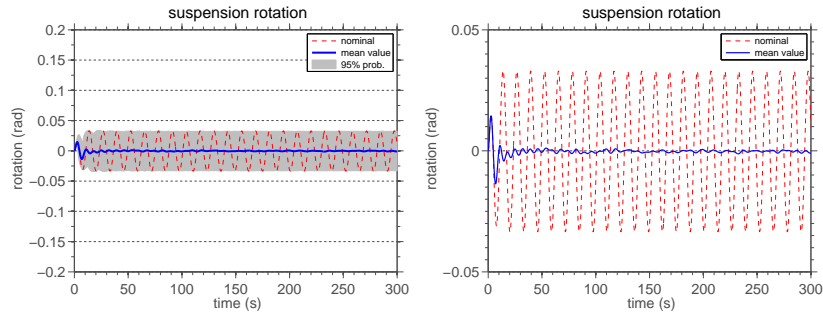 suspension rotation
0.2
0.15
0.1
0.05
0
−0.05
−0.1
−0.15
−0.2
rotation (rad)
nominal
mean value
95% prob.
0 50 100 150 200 250 300
time (s)
suspension rotation
0.05
0
−0.05
rotation (rad)
nominal
mean value
0 50 100 150 200 250 300
time (s)